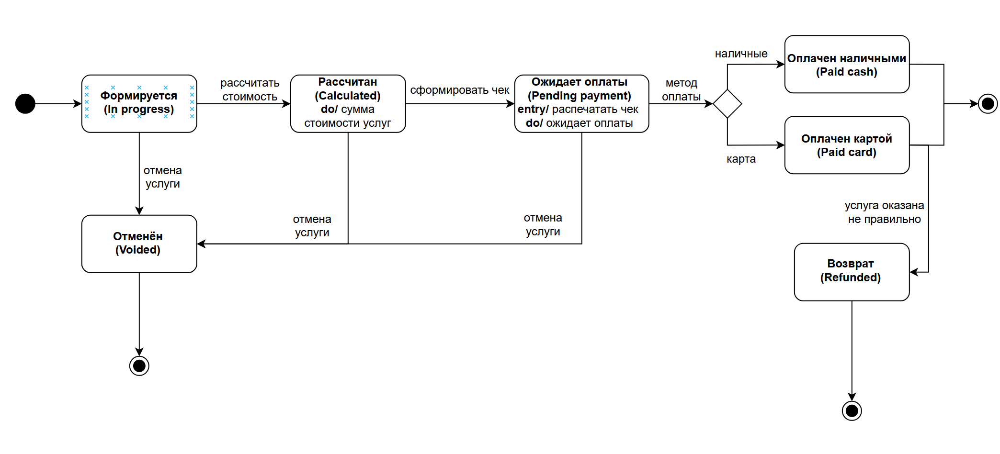 Формируется
(In progress)
рассчитать
стоимость
Рассчитан
(Calculated)
do/ сумма
стоимости услуг
сформировать чек
Ожидает оплаты
(Pending payment)
entry/ распечатать чек
do/ ожидает оплаты
метод
оплаты
наличные
Оплачен наличными
(Paid cash)
карта
Оплачен картой
(Paid card)
отмена
услуги
отмена
услуги
отмена
услуги
услуга оказана
не правильно
Отменён
(Voided)
Возврат
(Refunded)